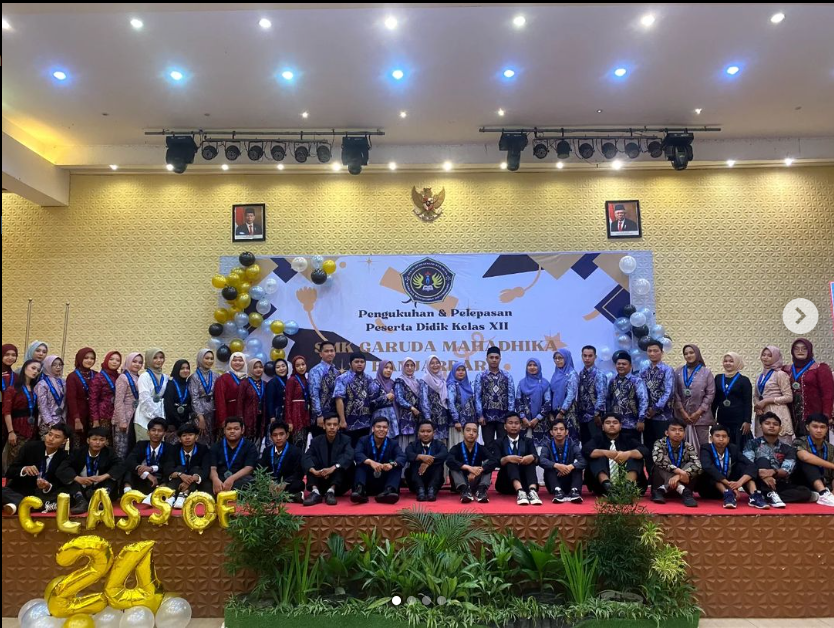 Pengukuhan & Pelepasan
Peserta Didik Kelas XII
SMK GARUDA MAHADHIKA
CLASS OF
24